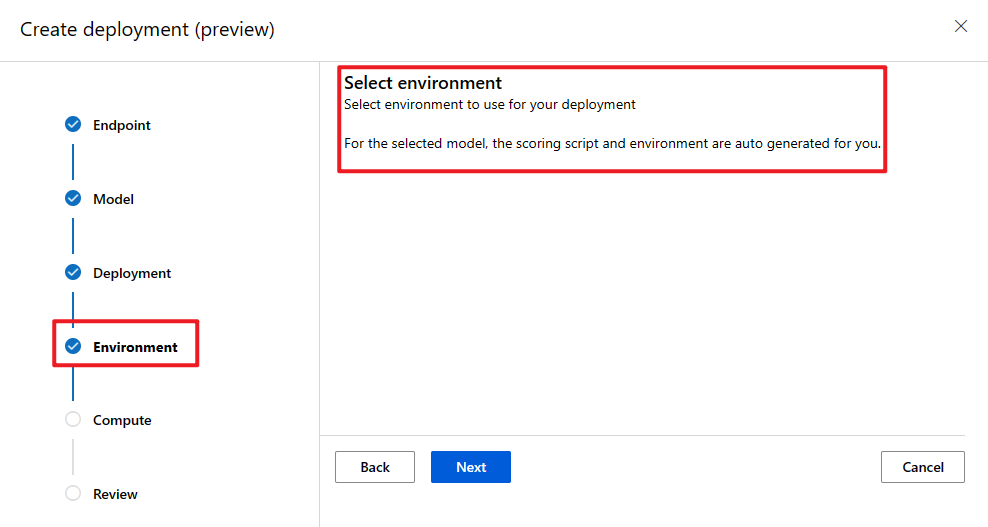 Create deployment (preview)
Endpoint
Model
Deployment
Environment
Compute
Review
Select environment
Select environment to use for your deployment
For the selected model, the scoring script and environment are auto generated for you.
Back
Next
Cancel